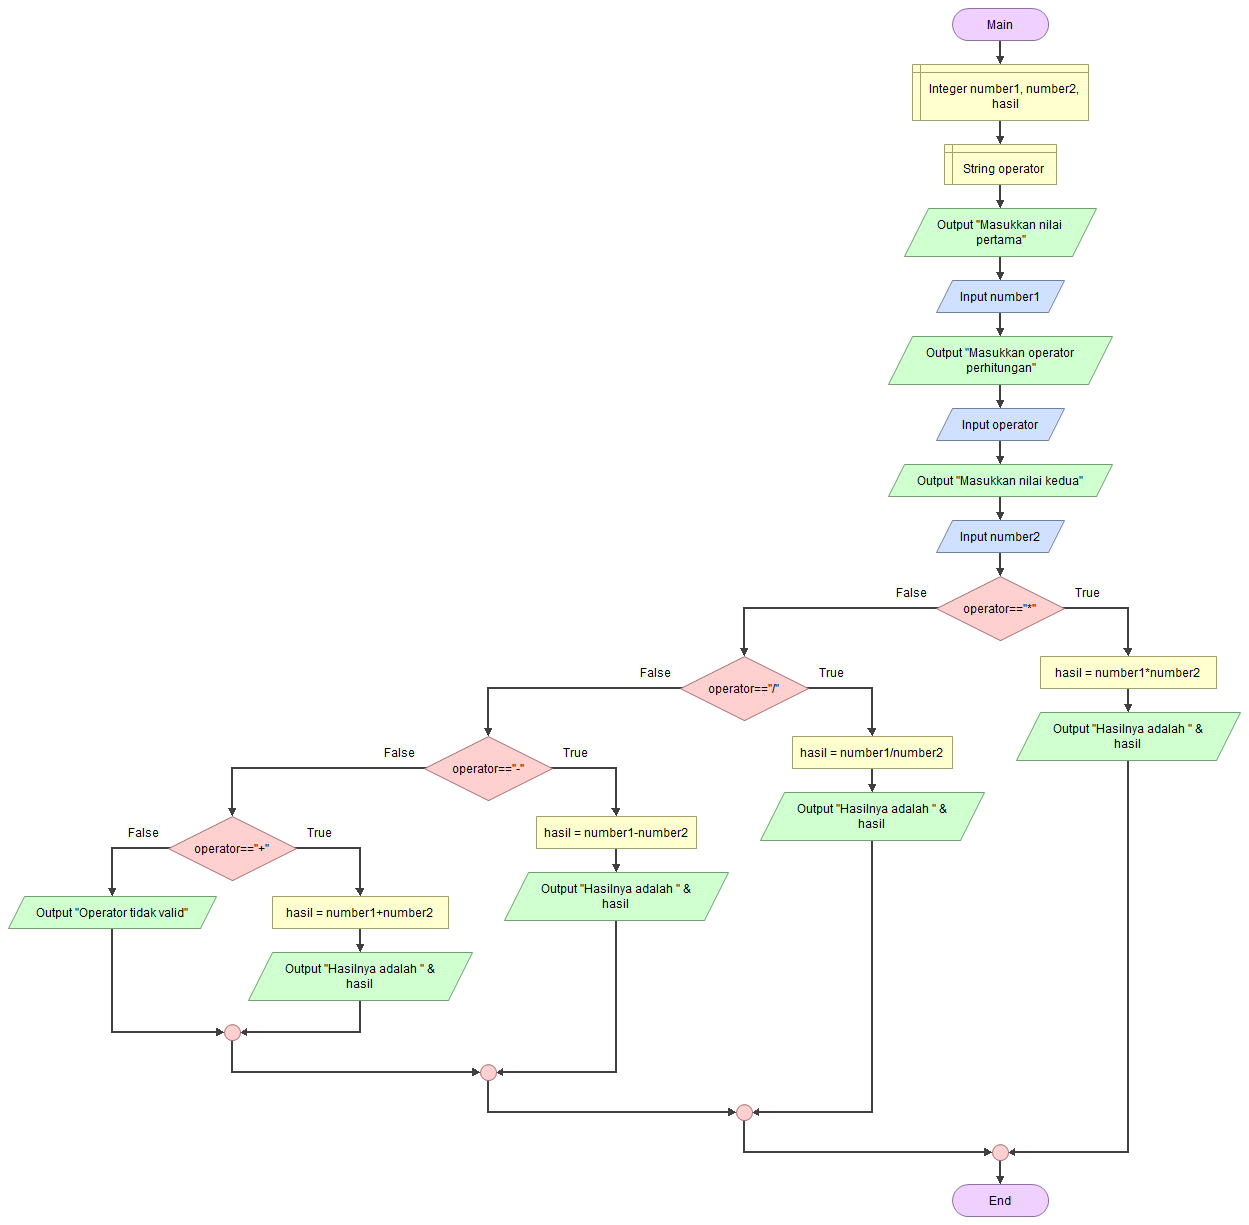 Main
Integer number1, number2,
hasil
String operator
Output "Masukkan nilai
pertama"
Input number1
Output "Masukkan operator
perhitungan"
Input operator
Output "Masukkan nilai kedua"
Input number2
False
operator=="*"
True
hasil = number1*number2
Output "Hasilnya adalah " &
hasil
False
operator=="/"
True
hasil = number1/number2
Output "Hasilnya adalah " &
hasil
False
operator=="-"
True
hasil = number1-number2
Output "Hasilnya adalah " &
hasil
False
operator=="+"
True
Output "Operator tidak valid"
hasil = number1+number2
Output "Hasilnya adalah " &
hasil
End